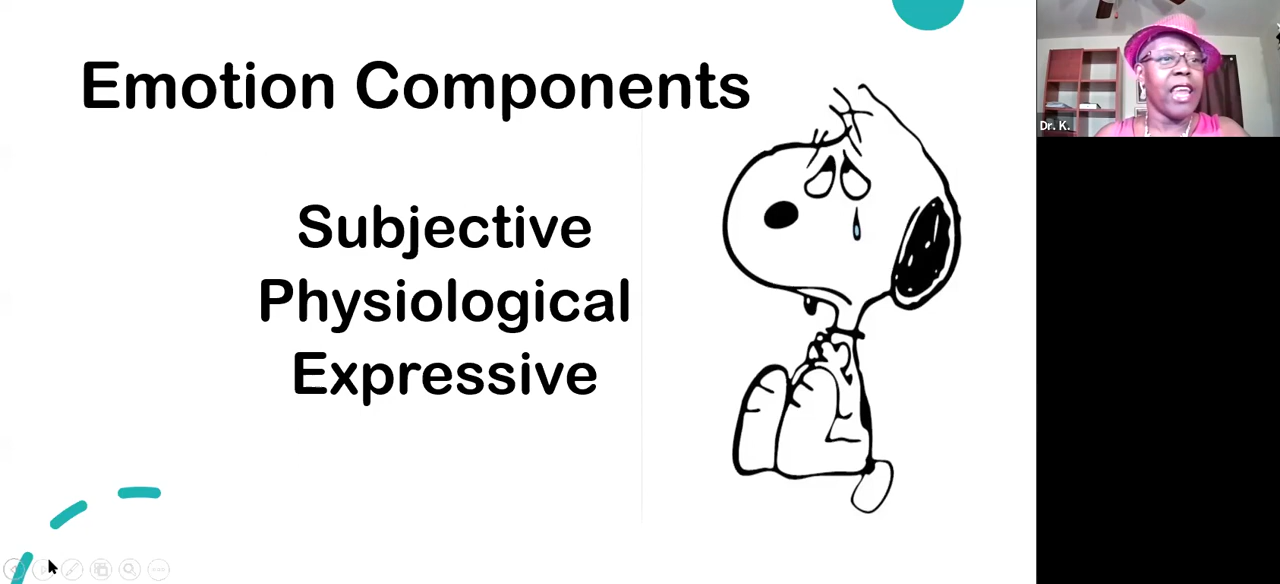 Emotion Components
Subjective
Physiological
Expressive
Dr. K.